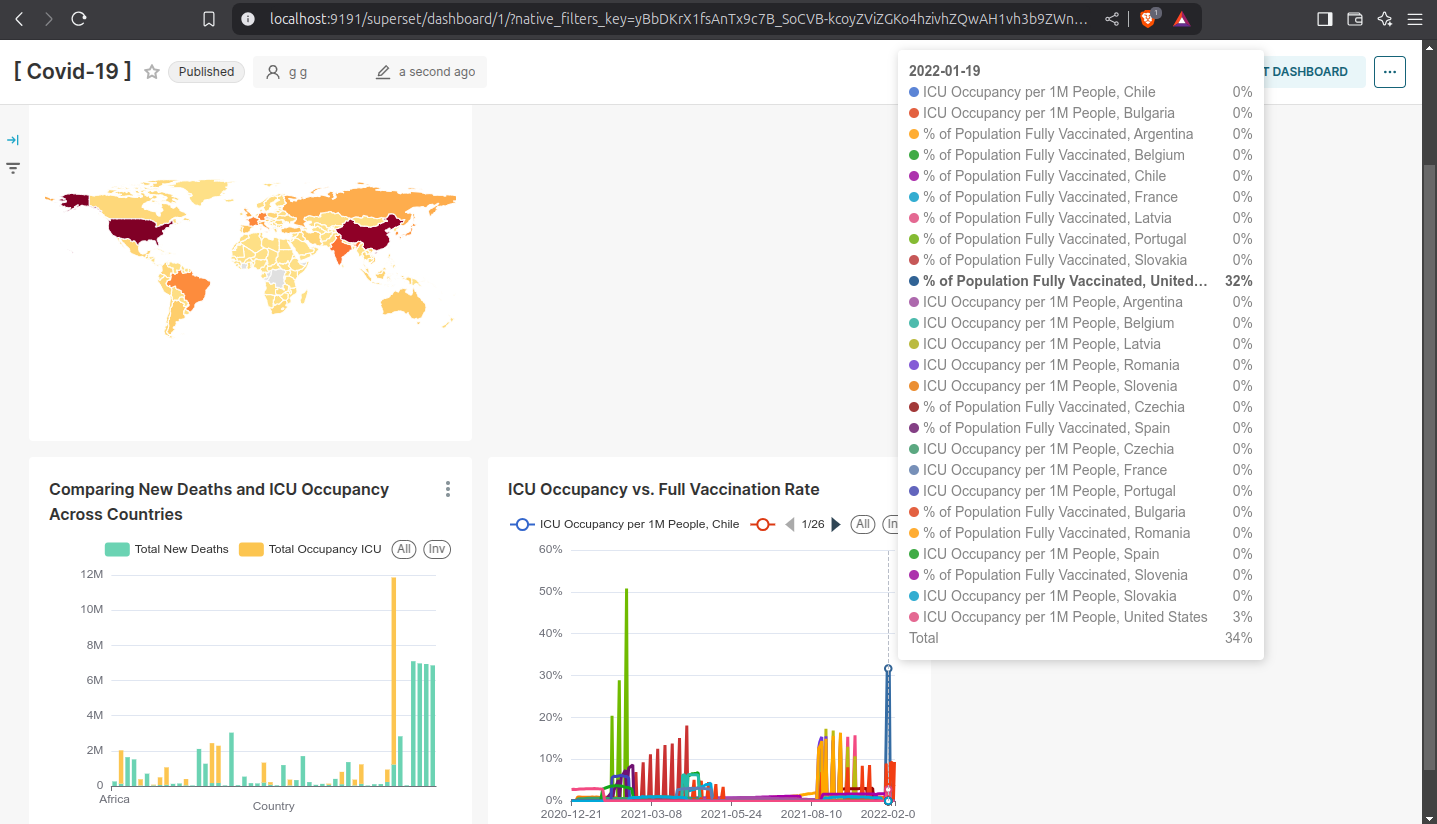 localhost:9191/superset/dashboard/1/?native_filters_key=yBbDKrX1fsAnTx9c7B_SoCVB-kcoyZViZGKo4hzivhZQwAH1vh3b9ZWn...
1
[ Covid-19 ]
Published
g g
a second ago
T DASHBOARD
...
2022-01-19
ICU Occupancy per 1M People, Chile 0%
ICU Occupancy per 1M People, Bulgaria 0%
% of Population Fully Vaccinated, Argentina 0%
% of Population Fully Vaccinated, Belgium 0%
% of Population Fully Vaccinated, Chile 0%
% of Population Fully Vaccinated, France 0%
% of Population Fully Vaccinated, Latvia 0%
% of Population Fully Vaccinated, Portugal 0%
% of Population Fully Vaccinated, Slovakia 0%
% of Population Fully Vaccinated, United... 32%
ICU Occupancy per 1M People, Argentina 0%
ICU Occupancy per 1M People, Belgium 0%
ICU Occupancy per 1M People, Latvia 0%
ICU Occupancy per 1M People, Romania 0%
ICU Occupancy per 1M People, Slovenia 0%
% of Population Fully Vaccinated, Czechia 0%
% of Population Fully Vaccinated, Spain 0%
ICU Occupancy per 1M People, Czechia 0%
ICU Occupancy per 1M People, France 0%
ICU Occupancy per 1M People, Portugal 0%
% of Population Fully Vaccinated, Bulgaria 0%
% of Population Fully Vaccinated, Romania 0%
ICU Occupancy per 1M People, Spain 0%
% of Population Fully Vaccinated, Slovenia 0%
ICU Occupancy per 1M People, Slovakia 0%
ICU Occupancy per 1M People, United States 3%
Total 34%
Comparing New Deaths and ICU Occupancy
Across Countries
Total New Deaths Total Occupancy ICU All Inv
12M
10M
8M
6M
4M
2M
0
Africa
Country
ICU Occupancy vs. Full Vaccination Rate
ICU Occupancy per 1M People, Chile 1/26 All In
60%
50%
40%
30%
20%
10%
0%
2020-12-21 2021-03-08 2021-05-24 2021-08-10 2022-02-0